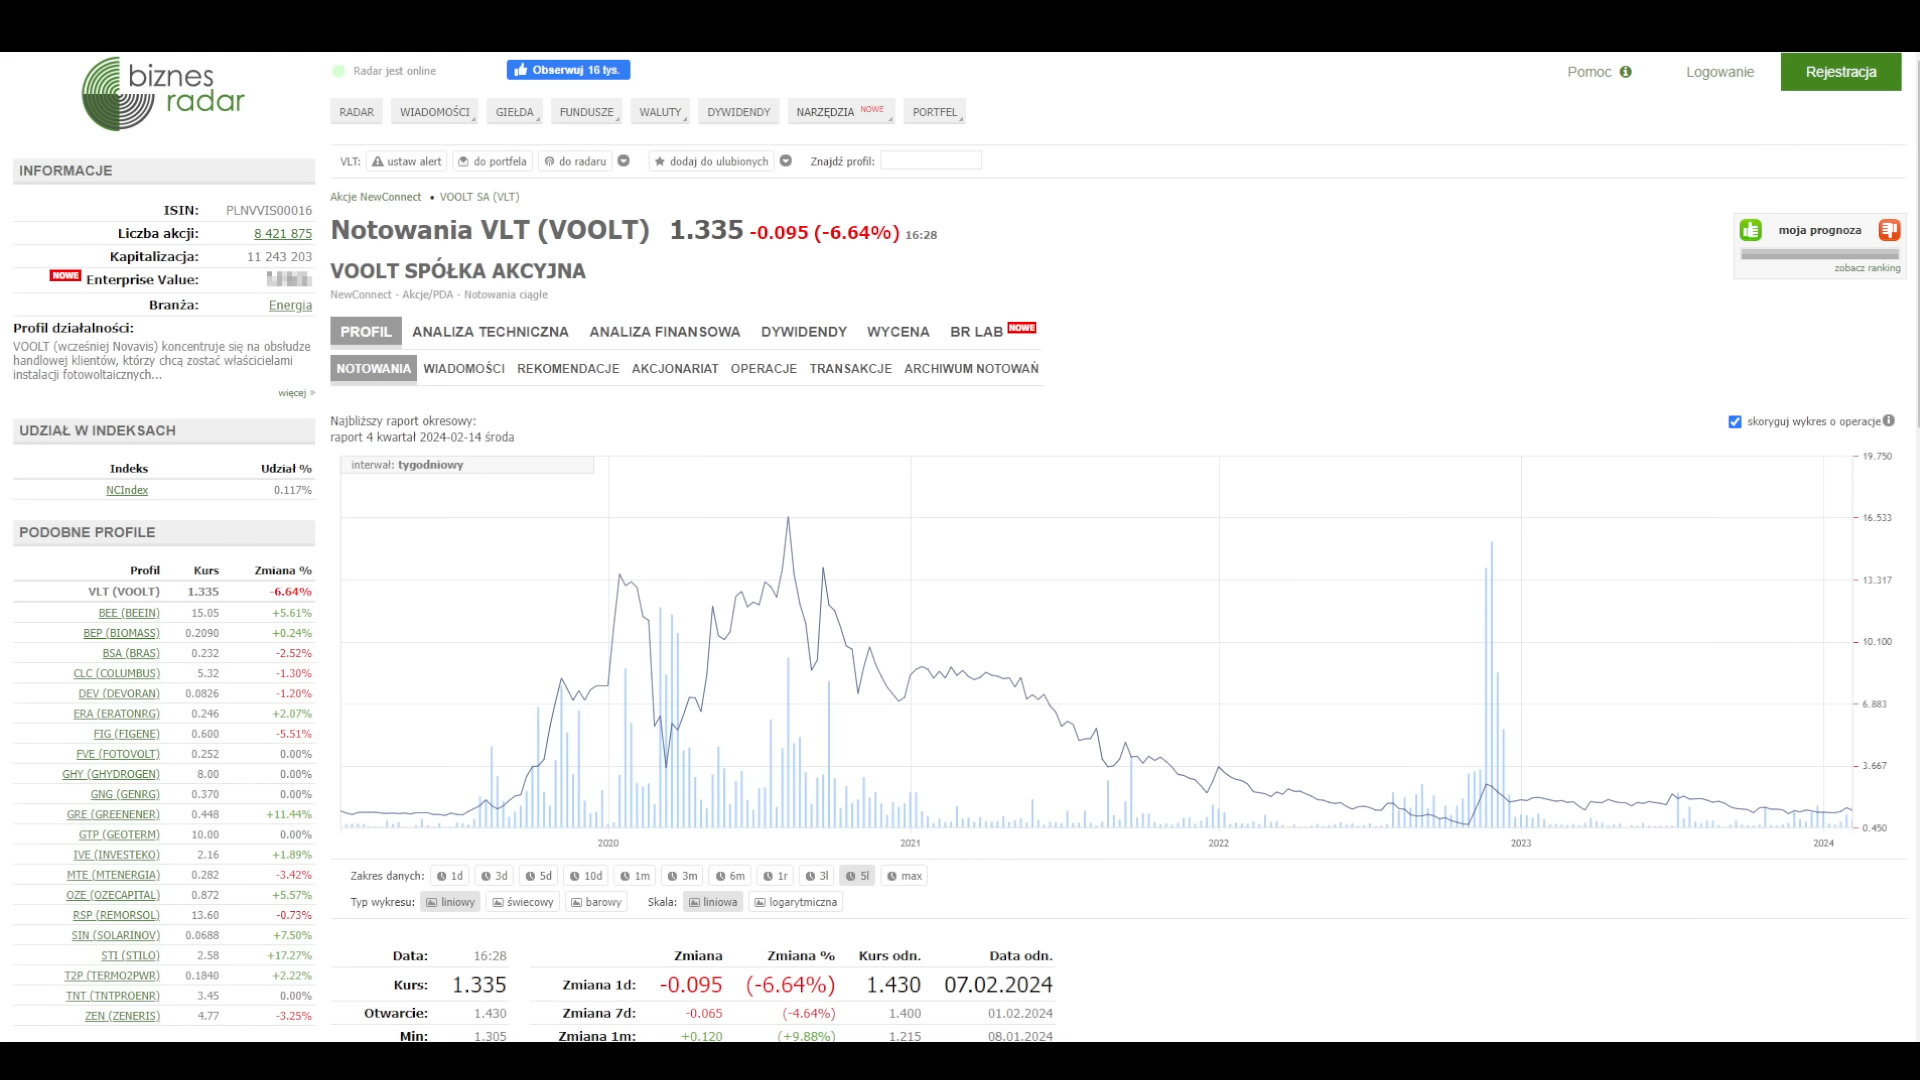 biznes
radar
Radar jest online
Obserwuj 16 tys.
Pomoc
Logowanie
Rejestracja
RADAR
WIADOMOŚCI
GIEŁDA
FUNDUSZE
WALUTY
DYWIDENDY
NARZĘDZIA NOWE
PORTFEL
VLT: ustaw alert do portfela do radaru dodaj do ulubionych Znajdź profil:
INFORMACJE
ISIN: PLNVVIS00016
Liczba akcji: 8 421 875
Kapitalizacja: 11 243 203
NOWE Enterprise Value:
Branża: Energia
Profil działalności:
VOOLT (wcześniej Novavis) koncentruje się na obsłudze
handlowej klientów, którzy chcą zostać właścicielami
instalacji fotowoltaicznych...
więcej »
UDZIAŁ W INDEKSACH
Indeks Udział %
NCIndex 0.117%
PODOBNE PROFILE
Profil Kurs Zmiana %
VLT (VOOLT) 1.335 -6.64%
BEE (BEEIN) 15.05 +5.61%
BEP (BIOMASS) 0.2090 +0.24%
BSA (BRAS) 0.232 -2.52%
CLC (COLUMBUS) 5.32 -1.30%
DEV (DEVORAN) 0.0826 -1.20%
ERA (ERATONRG) 0.246 +2.07%
FIG (FIGENE) 0.600 -5.51%
FVE (FOTOVOLT) 0.252 0.00%
GHY (GHYDROGEN) 8.00 0.00%
GNG (GENRG) 0.370 0.00%
GRE (GREENENER) 0.448 +11.44%
GTP (GEOTERM) 10.00 0.00%
IVE (INVESTEKO) 2.16 +1.89%
MTE (MTENERGIA) 0.282 -3.42%
OZE (OZECAPITAL) 0.872 +5.57%
RSP (REMORSOL) 13.60 -0.73%
SIN (SOLARINOV) 0.0688 +7.50%
STI (STILO) 2.58 +17.27%
T2P (TERMO2PWR) 0.1840 +2.22%
TNT (TNTPROENR) 3.45 0.00%
ZEN (ZENERIS) 4.77 -3.25%
Akcje NewConnect • VOOLT SA (VLT)
Notowania VLT (VOOLT) 1.335 -0.095 (-6.64%) 16:28
VOOLT SPÓŁKA AKCYJNA
NewConnect - Akcje/PDA - Notowania ciągłe
moja prognoza
zobacz ranking
PROFIL ANALIZA TECHNICZNA ANALIZA FINANSOWA DYWIDENDY WYCENA BR LAB NOWE
NOTOWANIA WIADOMOŚCI REKOMENDACJE AKCJONARIAT OPERACJE TRANSAKCJE ARCHIWUM NOTOWAŃ
Najbliższy raport okresowy:
raport 4 kwartał 2024-02-14 środa
skoryguj wykres o operacje
interwał: tygodniowy
19.750
16.533
13.317
10.100
6.883
3.667
0.450
2020 2021 2022 2023 2024
Zakres danych: 1d 3d 5d 10d 1m 3m 6m 1r 3l 5l max
Typ wykresu: liniowy świecowy barowy Skala: liniowa logarytmiczna
Data: 16:28
Kurs: 1.335
Otwarcie: 1.430
Min: 1.305
Zmiana Zmiana % Kurs odn. Data odn.
Zmiana 1d: -0.095 (-6.64%) 1.430 07.02.2024
Zmiana 7d: -0.065 (-4.64%) 1.400 01.02.2024
Zmiana 1m: +0.120 (+9.88%) 1.215 08.01.2024